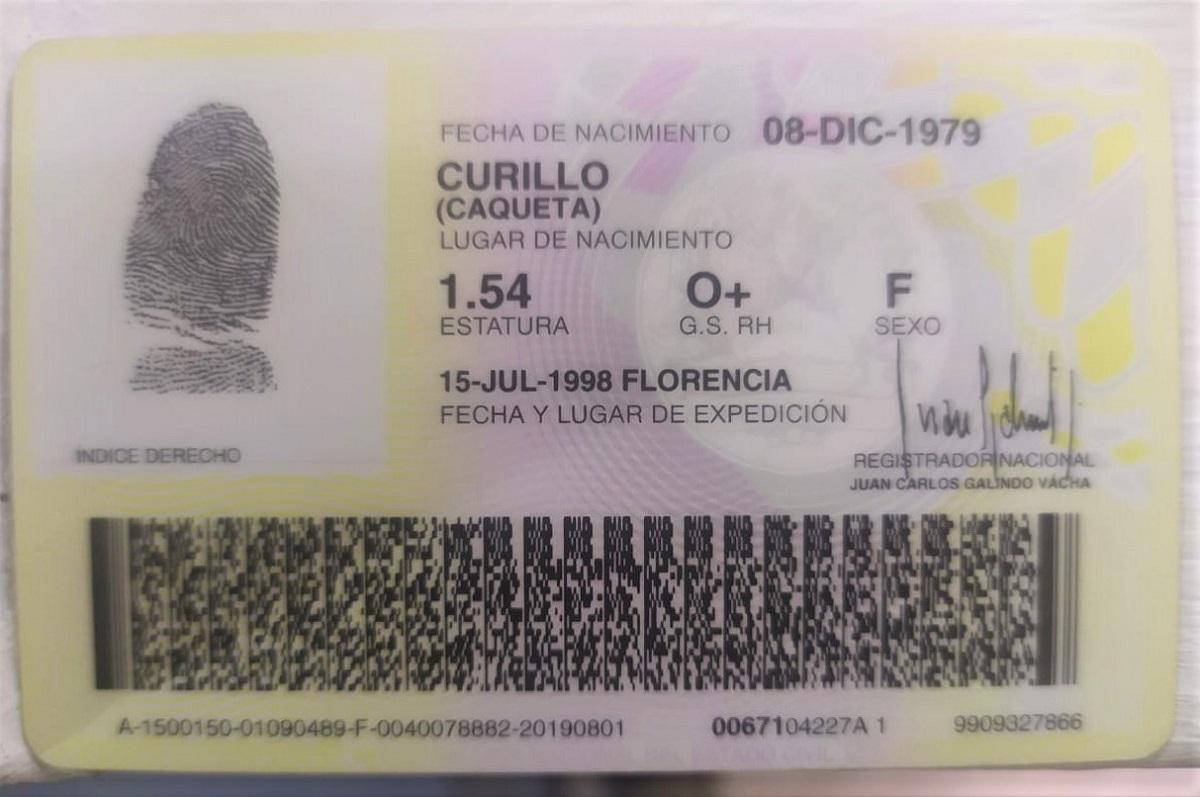 FECHA DE NACIMIENTO 08-DIC-1979
CURILLO
(CAQUETA)
LUGAR DE NACIMIENTO
1.54 O+ F
ESTATURA G.S. RH SEXO
15-JUL-1998 FLORENCIA
FECHA Y LUGAR DE EXPEDICIÓN
INDICE DERECHO
REGISTRADOR NACIONAL
JUAN CARLOS GALINDO VÁCHA
A-1500150-01090489-F-0040078882-20190801 0067104227A 1 9909327866